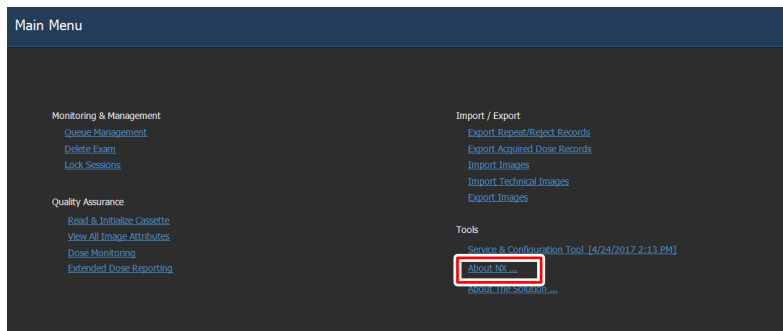 Main Menu
Monitoring & Management
Queue Management
Delete Exam
Lock Sessions
Quality Assurance
Read & Initialize Cassette
View All Image Attributes
Dose Monitoring
Extended Dose Reporting
Import / Export
Export Repeat/Reject Records
Export Acquired Dose Records
Import Images
Import Technical Images
Export Images
Tools
Service & Configuration Tool [4/24/2017 2:13 PM]
About NX ...
About The Solution ...